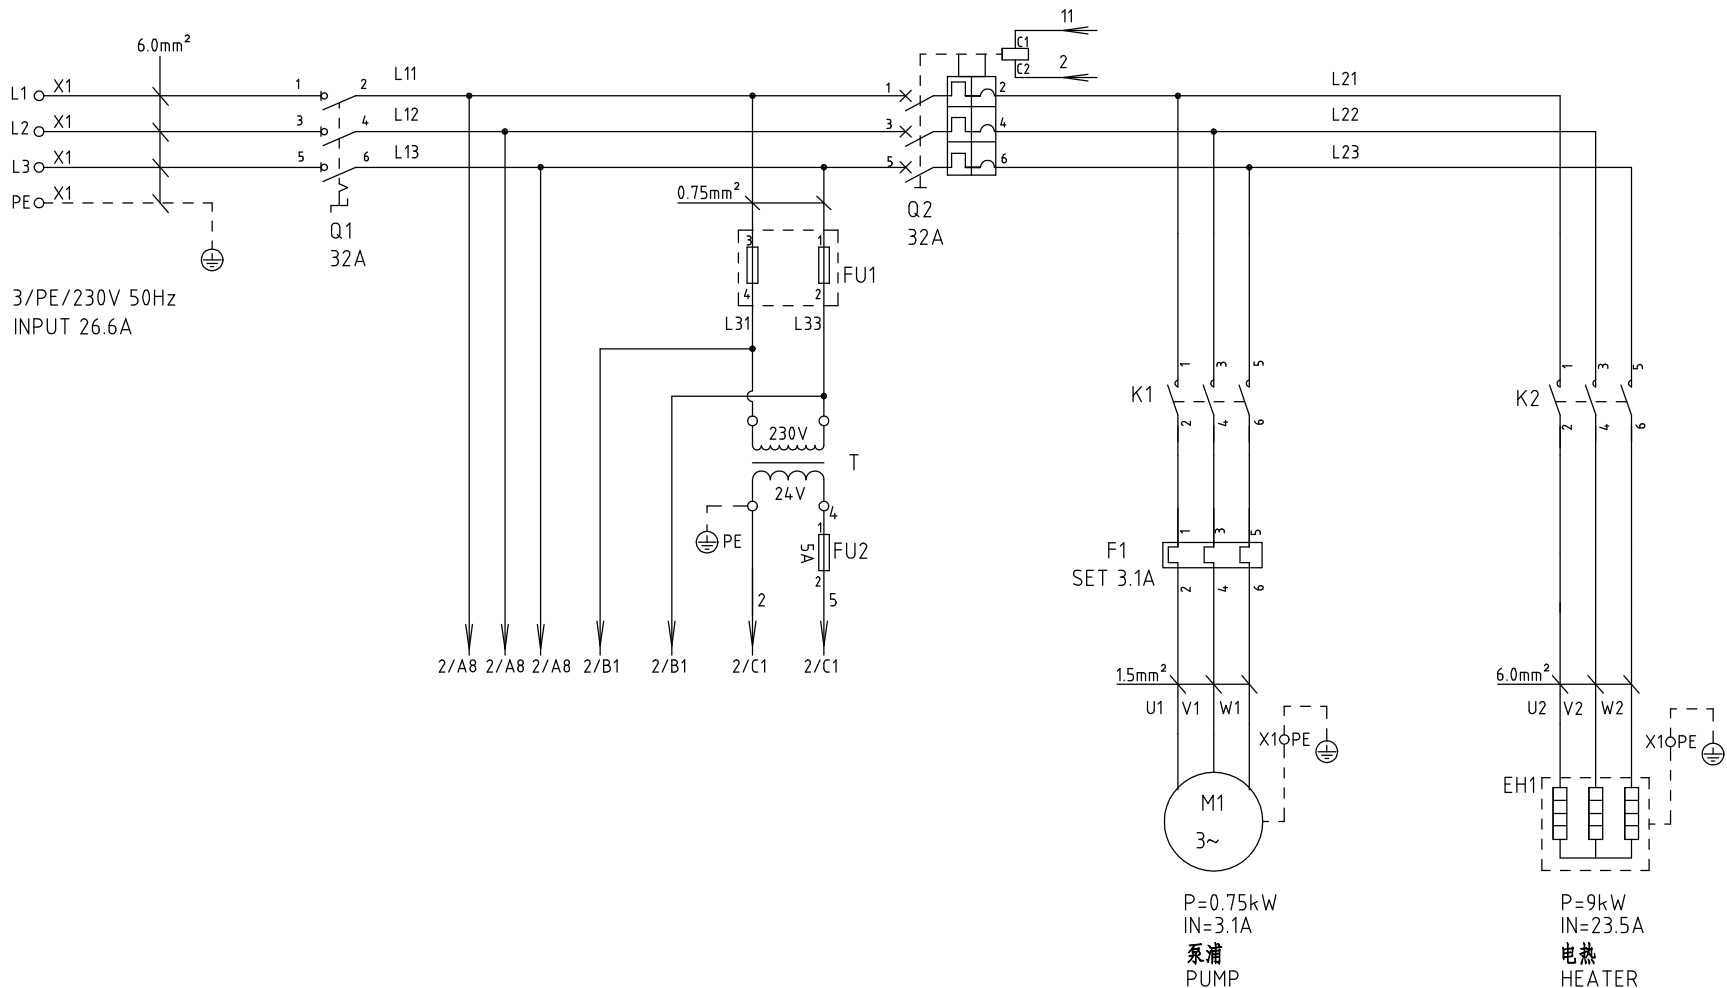 11
C1
C2
2
6.0mm²
L1 X1
L2 X1
L3 X1
PE X1
1 2 L11
3 4 L12
5 6 L13
Q1
32A
3/PE/230V 50Hz
INPUT 26.6A
1 2
3 4
5 6
Q2
32A
L21
L22
L23
0.75mm²
3 1
4 2
FU1
L31 L33
230V
T
24V
4
PE
1
5A
FU2
2
2 5
2/A8 2/A8 2/A8 2/B1 2/B1 2/C1 2/C1
K1
1 3 5
2 4 6
F1
SET 3.1A
1 3 5
2 4 6
1.5mm²
U1 V1 W1
X1 PE
M1
3~
P=0.75kW
IN=3.1A
泵浦
PUMP
K2
1 3 5
2 4 6
6.0mm²
U2 V2 W2
X1 PE
EH1
P=9kW
IN=23.5A
电热
HEATER